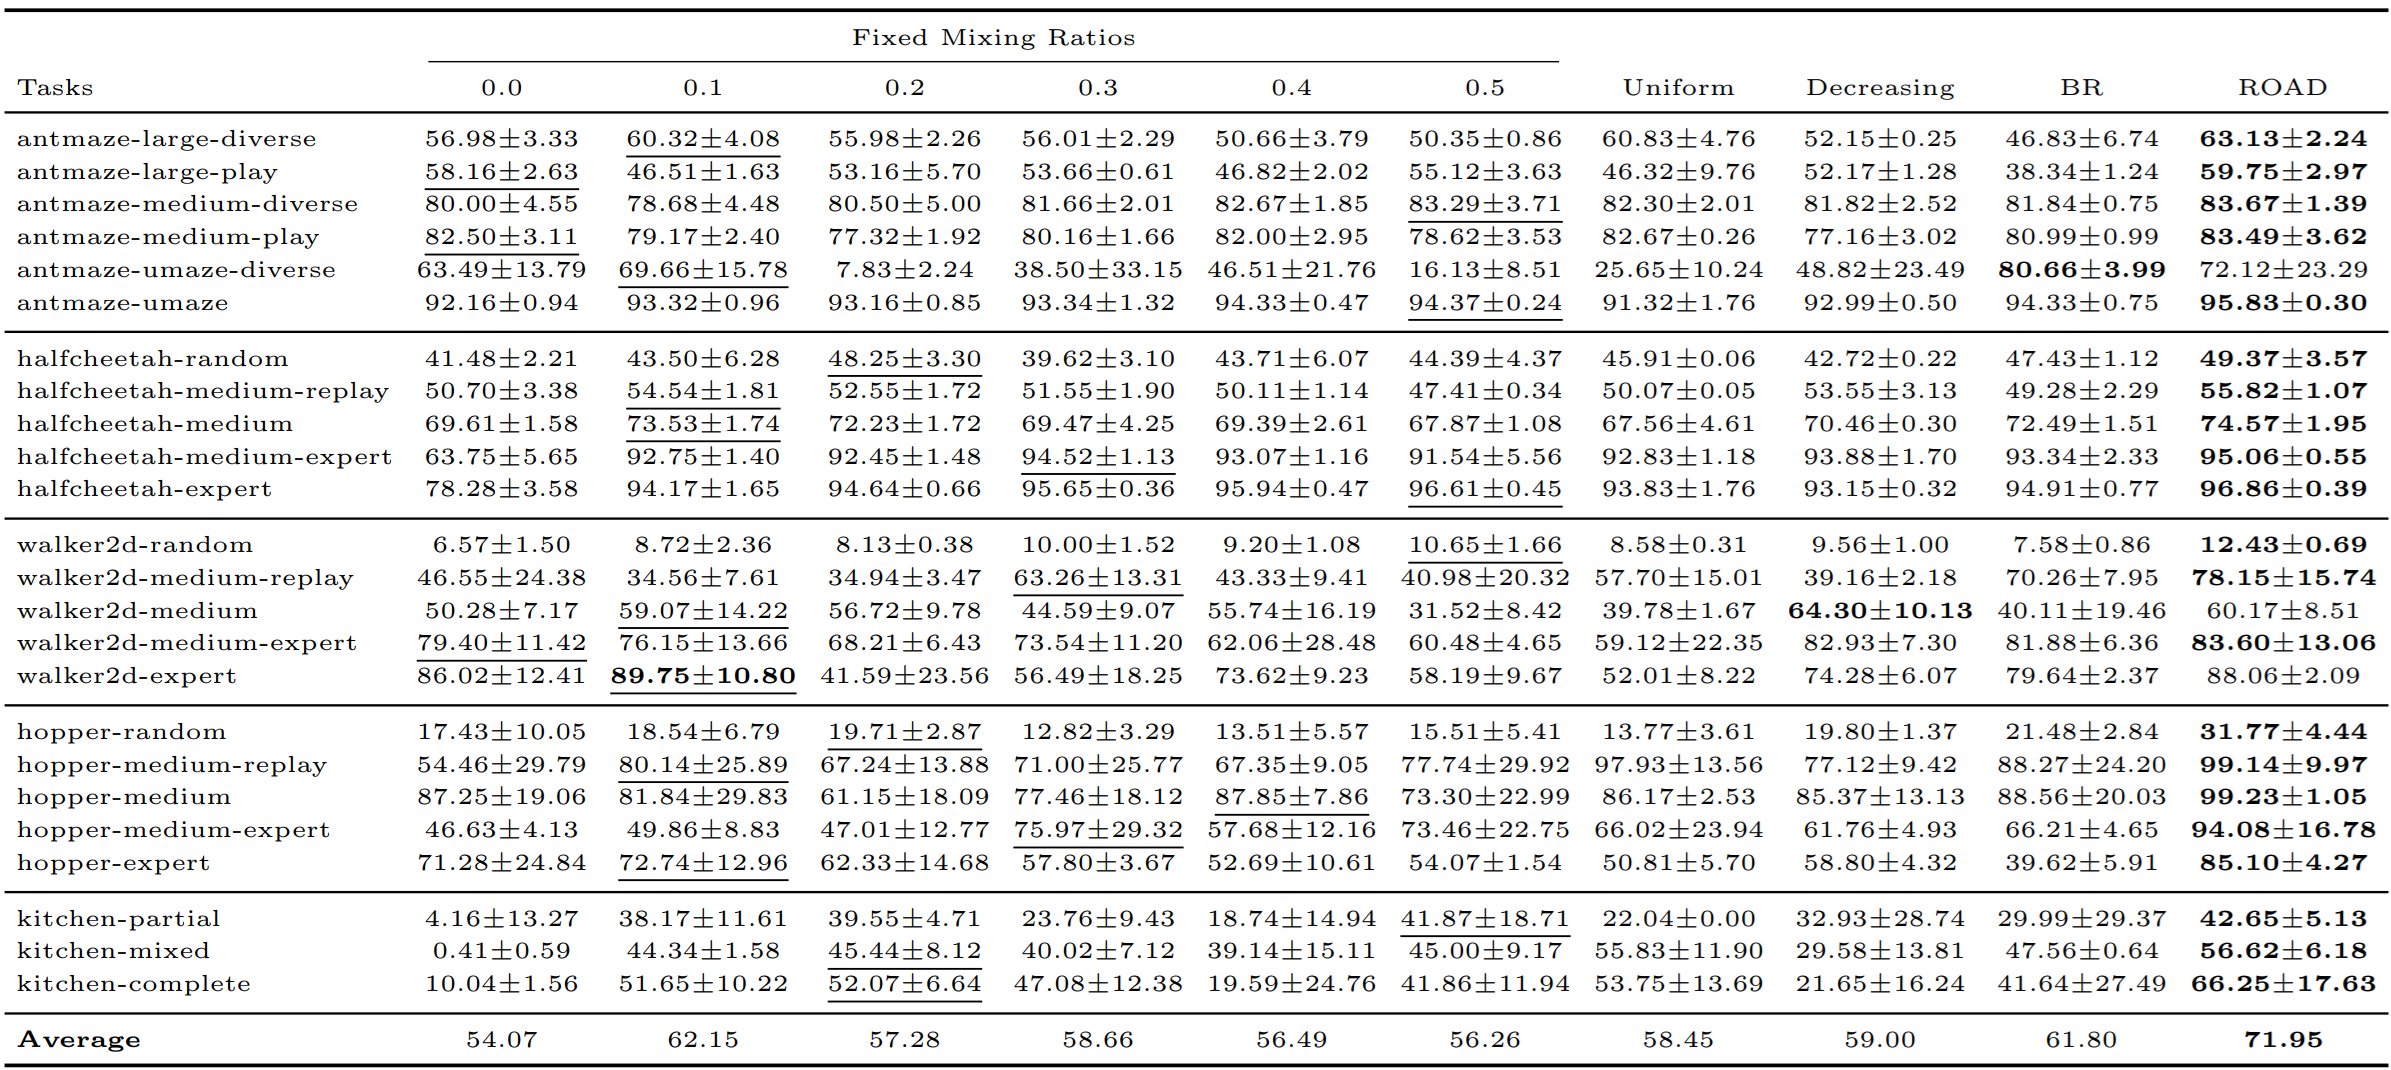 Fixed Mixing Ratios
Tasks 0.0 0.1 0.2 0.3 0.4 0.5 Uniform Decreasing BR ROAD
antmaze-large-diverse 56.98±3.33 60.32±4.08 55.98±2.26 56.01±2.29 50.66±3.79 50.35±0.86 60.83±4.76 52.15±0.25 46.83±6.74 63.13±2.24
antmaze-large-play 58.16±2.63 46.51±1.63 53.16±5.70 53.66±0.61 46.82±2.02 55.12±3.63 46.32±9.76 52.17±1.28 38.34±1.24 59.75±2.97
antmaze-medium-diverse 80.00±4.55 78.68±4.48 80.50±5.00 81.66±2.01 82.67±1.85 83.29±3.71 82.30±2.01 81.82±2.52 81.84±0.75 83.67±1.39
antmaze-medium-play 82.50±3.11 79.17±2.40 77.32±1.92 80.16±1.66 82.00±2.95 78.62±3.53 82.67±0.26 77.16±3.02 80.99±0.99 83.49±3.62
antmaze-umaze-diverse 63.49±13.79 69.66±15.78 7.83±2.24 38.50±33.15 46.51±21.76 16.13±8.51 25.65±10.24 48.82±23.49 80.66±3.99 72.12±23.29
antmaze-umaze 92.16±0.94 93.32±0.96 93.16±0.85 93.34±1.32 94.33±0.47 94.37±0.24 91.32±1.76 92.99±0.50 94.33±0.75 95.83±0.30
halfcheetah-random 41.48±2.21 43.50±6.28 48.25±3.30 39.62±3.10 43.71±6.07 44.39±4.37 45.91±0.06 42.72±0.22 47.43±1.12 49.37±3.57
halfcheetah-medium-replay 50.70±3.38 54.54±1.81 52.55±1.72 51.55±1.90 50.11±1.14 47.41±0.34 50.07±0.05 53.55±3.13 49.28±2.29 55.82±1.07
halfcheetah-medium 69.61±1.58 73.53±1.74 72.23±1.72 69.47±4.25 69.39±2.61 67.87±1.08 67.56±4.61 70.46±0.30 72.49±1.51 74.57±1.95
halfcheetah-medium-expert 63.75±5.65 92.75±1.40 92.45±1.48 94.52±1.13 93.07±1.16 91.54±5.56 92.83±1.18 93.88±1.70 93.34±2.33 95.06±0.55
halfcheetah-expert 78.28±3.58 94.17±1.65 94.64±0.66 95.65±0.36 95.94±0.47 96.61±0.45 93.83±1.76 93.15±0.32 94.91±0.77 96.86±0.39
walker2d-random 6.57±1.50 8.72±2.36 8.13±0.38 10.00±1.52 9.20±1.08 10.65±1.66 8.58±0.31 9.56±1.00 7.58±0.86 12.43±0.69
walker2d-medium-replay 46.55±24.38 34.56±7.61 34.94±3.47 63.26±13.31 43.33±9.41 40.98±20.32 57.70±15.01 39.16±2.18 70.26±7.95 78.15±15.74
walker2d-medium 50.28±7.17 59.07±14.22 56.72±9.78 44.59±9.07 55.74±16.19 31.52±8.42 39.78±1.67 64.30±10.13 40.11±19.46 60.17±8.51
walker2d-medium-expert 79.40±11.42 76.15±13.66 68.21±6.43 73.54±11.20 62.06±28.48 60.48±4.65 59.12±22.35 82.93±7.30 81.88±6.36 83.60±13.06
walker2d-expert 86.02±12.41 89.75±10.80 41.59±23.56 56.49±18.25 73.62±9.23 58.19±9.67 52.01±8.22 74.28±6.07 79.64±2.37 88.06±2.09
hopper-random 17.43±10.05 18.54±6.79 19.71±2.87 12.82±3.29 13.51±5.57 15.51±5.41 13.77±3.61 19.80±1.37 21.48±2.84 31.77±4.44
hopper-medium-replay 54.46±29.79 80.14±25.89 67.24±13.88 71.00±25.77 67.35±9.05 77.74±29.92 97.93±13.56 77.12±9.42 88.27±24.20 99.14±9.97
hopper-medium 87.25±19.06 81.84±29.83 61.15±18.09 77.46±18.12 87.85±7.86 73.30±22.99 86.17±2.53 85.37±13.13 88.56±20.03 99.23±1.05
hopper-medium-expert 46.63±4.13 49.86±8.83 47.01±12.77 75.97±29.32 57.68±12.16 73.46±22.75 66.02±23.94 61.76±4.93 66.21±4.65 94.08±16.78
hopper-expert 71.28±24.84 72.74±12.96 62.33±14.68 57.80±3.67 52.69±10.61 54.07±1.54 50.81±5.70 58.80±4.32 39.62±5.91 85.10±4.27
kitchen-partial 4.16±13.27 38.17±11.61 39.55±4.71 23.76±9.43 18.74±14.94 41.87±18.71 22.04±0.00 32.93±28.74 29.99±29.37 42.65±5.13
kitchen-mixed 0.41±0.59 44.34±1.58 45.44±8.12 40.02±7.12 39.14±15.11 45.00±9.17 55.83±11.90 29.58±13.81 47.56±0.64 56.62±6.18
kitchen-complete 10.04±1.56 51.65±10.22 52.07±6.64 47.08±12.38 19.59±24.76 41.86±11.94 53.75±13.69 21.65±16.24 41.64±27.49 66.25±17.63
Average 54.07 62.15 57.28 58.66 56.49 56.26 58.45 59.00 61.80 71.95